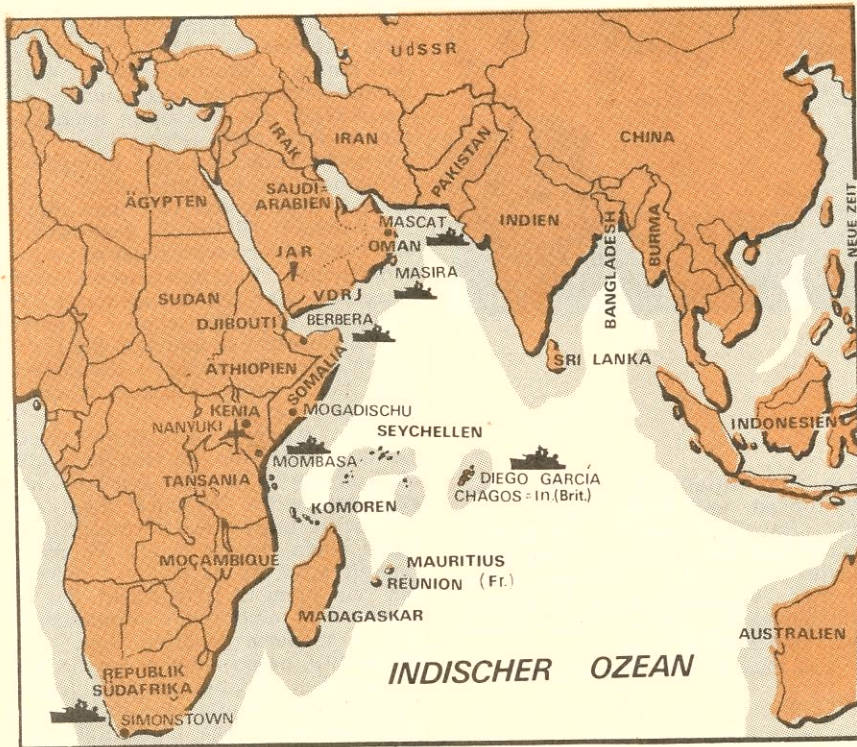 UdSSR
IRAN
IRAK
CHINA
PAKISTAN
ÄGYPTEN
SAUDI=
ARABIEN
MASCAT
OMAN
INDIEN
BANGLADESH
BURMA
NEUE ZEIT
JAR
MASIRA
SUDAN
VDRJ
DJIBOUTI
BERBERA
ÄTHIOPIEN
SOMALIA
SRI LANKA
KENIA
MOGADISCHU
NANYUKI
SEYCHELLEN
INDONESIEN
MOMBASA
TANSANIA
DIEGO GARCÍA
CHAGOS=In.(Brit.)
KOMOREN
MOÇAMBIQUE
MAURITIUS
RÉUNION (Fr.)
MADAGASKAR
AUSTRALIEN
REPUBLIK
SÜDAFRIKA
INDISCHER OZEAN
SIMONSTOWN